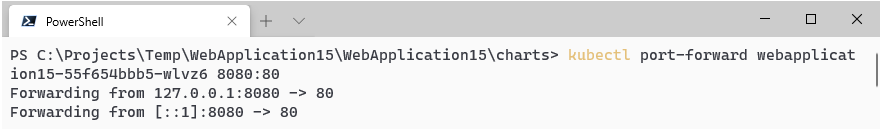 PowerShell
PS C:\Projects\Temp\WebApplication15\WebApplication15\charts> kubectl port-forward webapplicat
ion15-55f654bbb5-wlvz6 8080:80
Forwarding from 127.0.0.1:8080 -> 80
Forwarding from [::1]:8080 -> 80